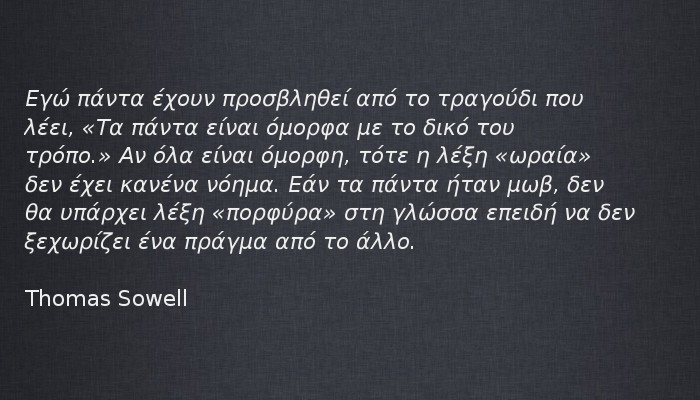 Εγώ πάντα έχουν προσβληθεί από το τραγούδι που
λέει, «Τα πάντα είναι όμορφα με το δικό του
τρόπο.» Αν όλα είναι όμορφη, τότε η λέξη «ωραία»
δεν έχει κανένα νόημα. Εάν τα πάντα ήταν μωβ, δεν
θα υπάρχει λέξη «πορφύρα» στη γλώσσα επειδή να δεν
ξεχωρίζει ένα πράγμα από το άλλο.
Thomas Sowell